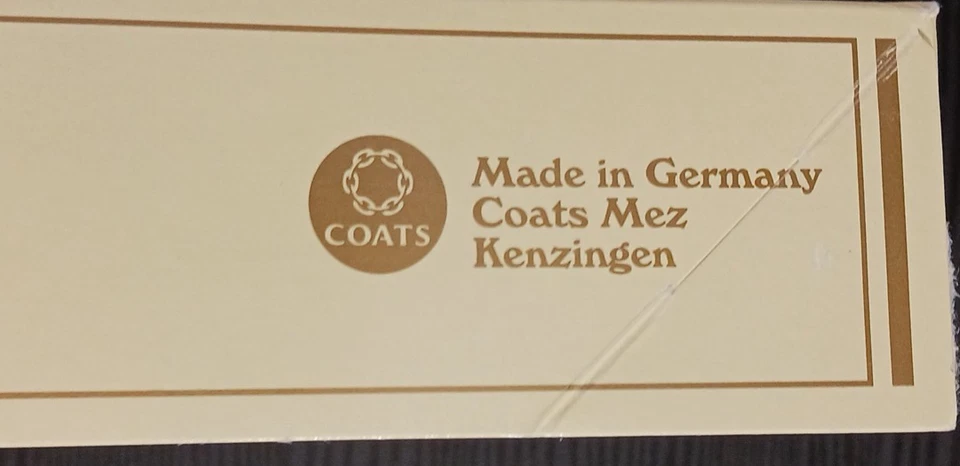 COATS
Made in Germany
Coats Mez
Kenzingen